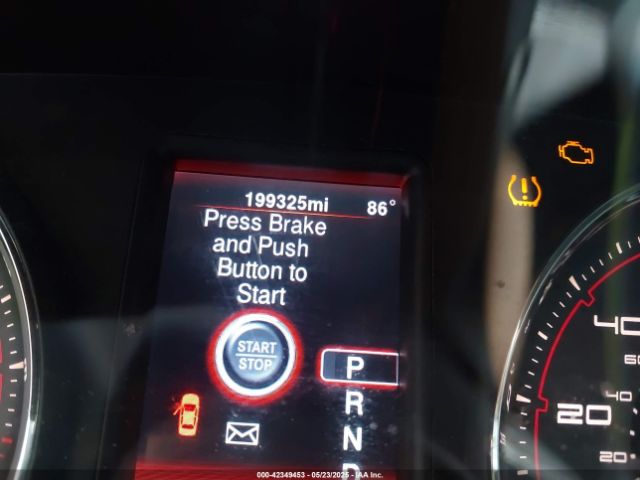 199325mi 86°
Press Brake
and Push
Button to
Start
START
STOP
P
R
N
D
40
60
40
20
20
000-42349453 - 05/23/2025 - IAA Inc.